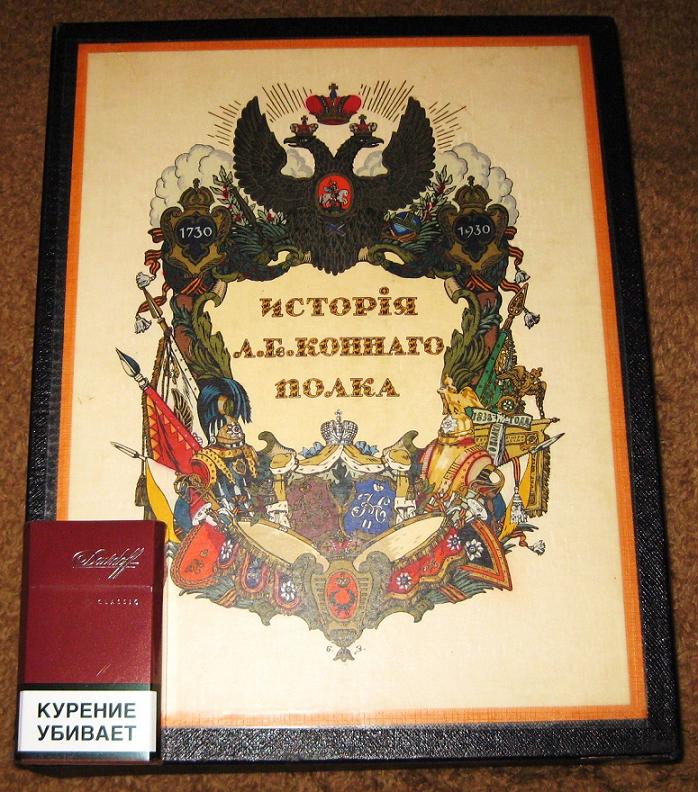 1730
1930
ИСТОРІЯ
Л.Г.КОННАГО
ПОЛКА
Davidoff
CLASSIC
КУРЕНИЕ
УБИВАЕТ